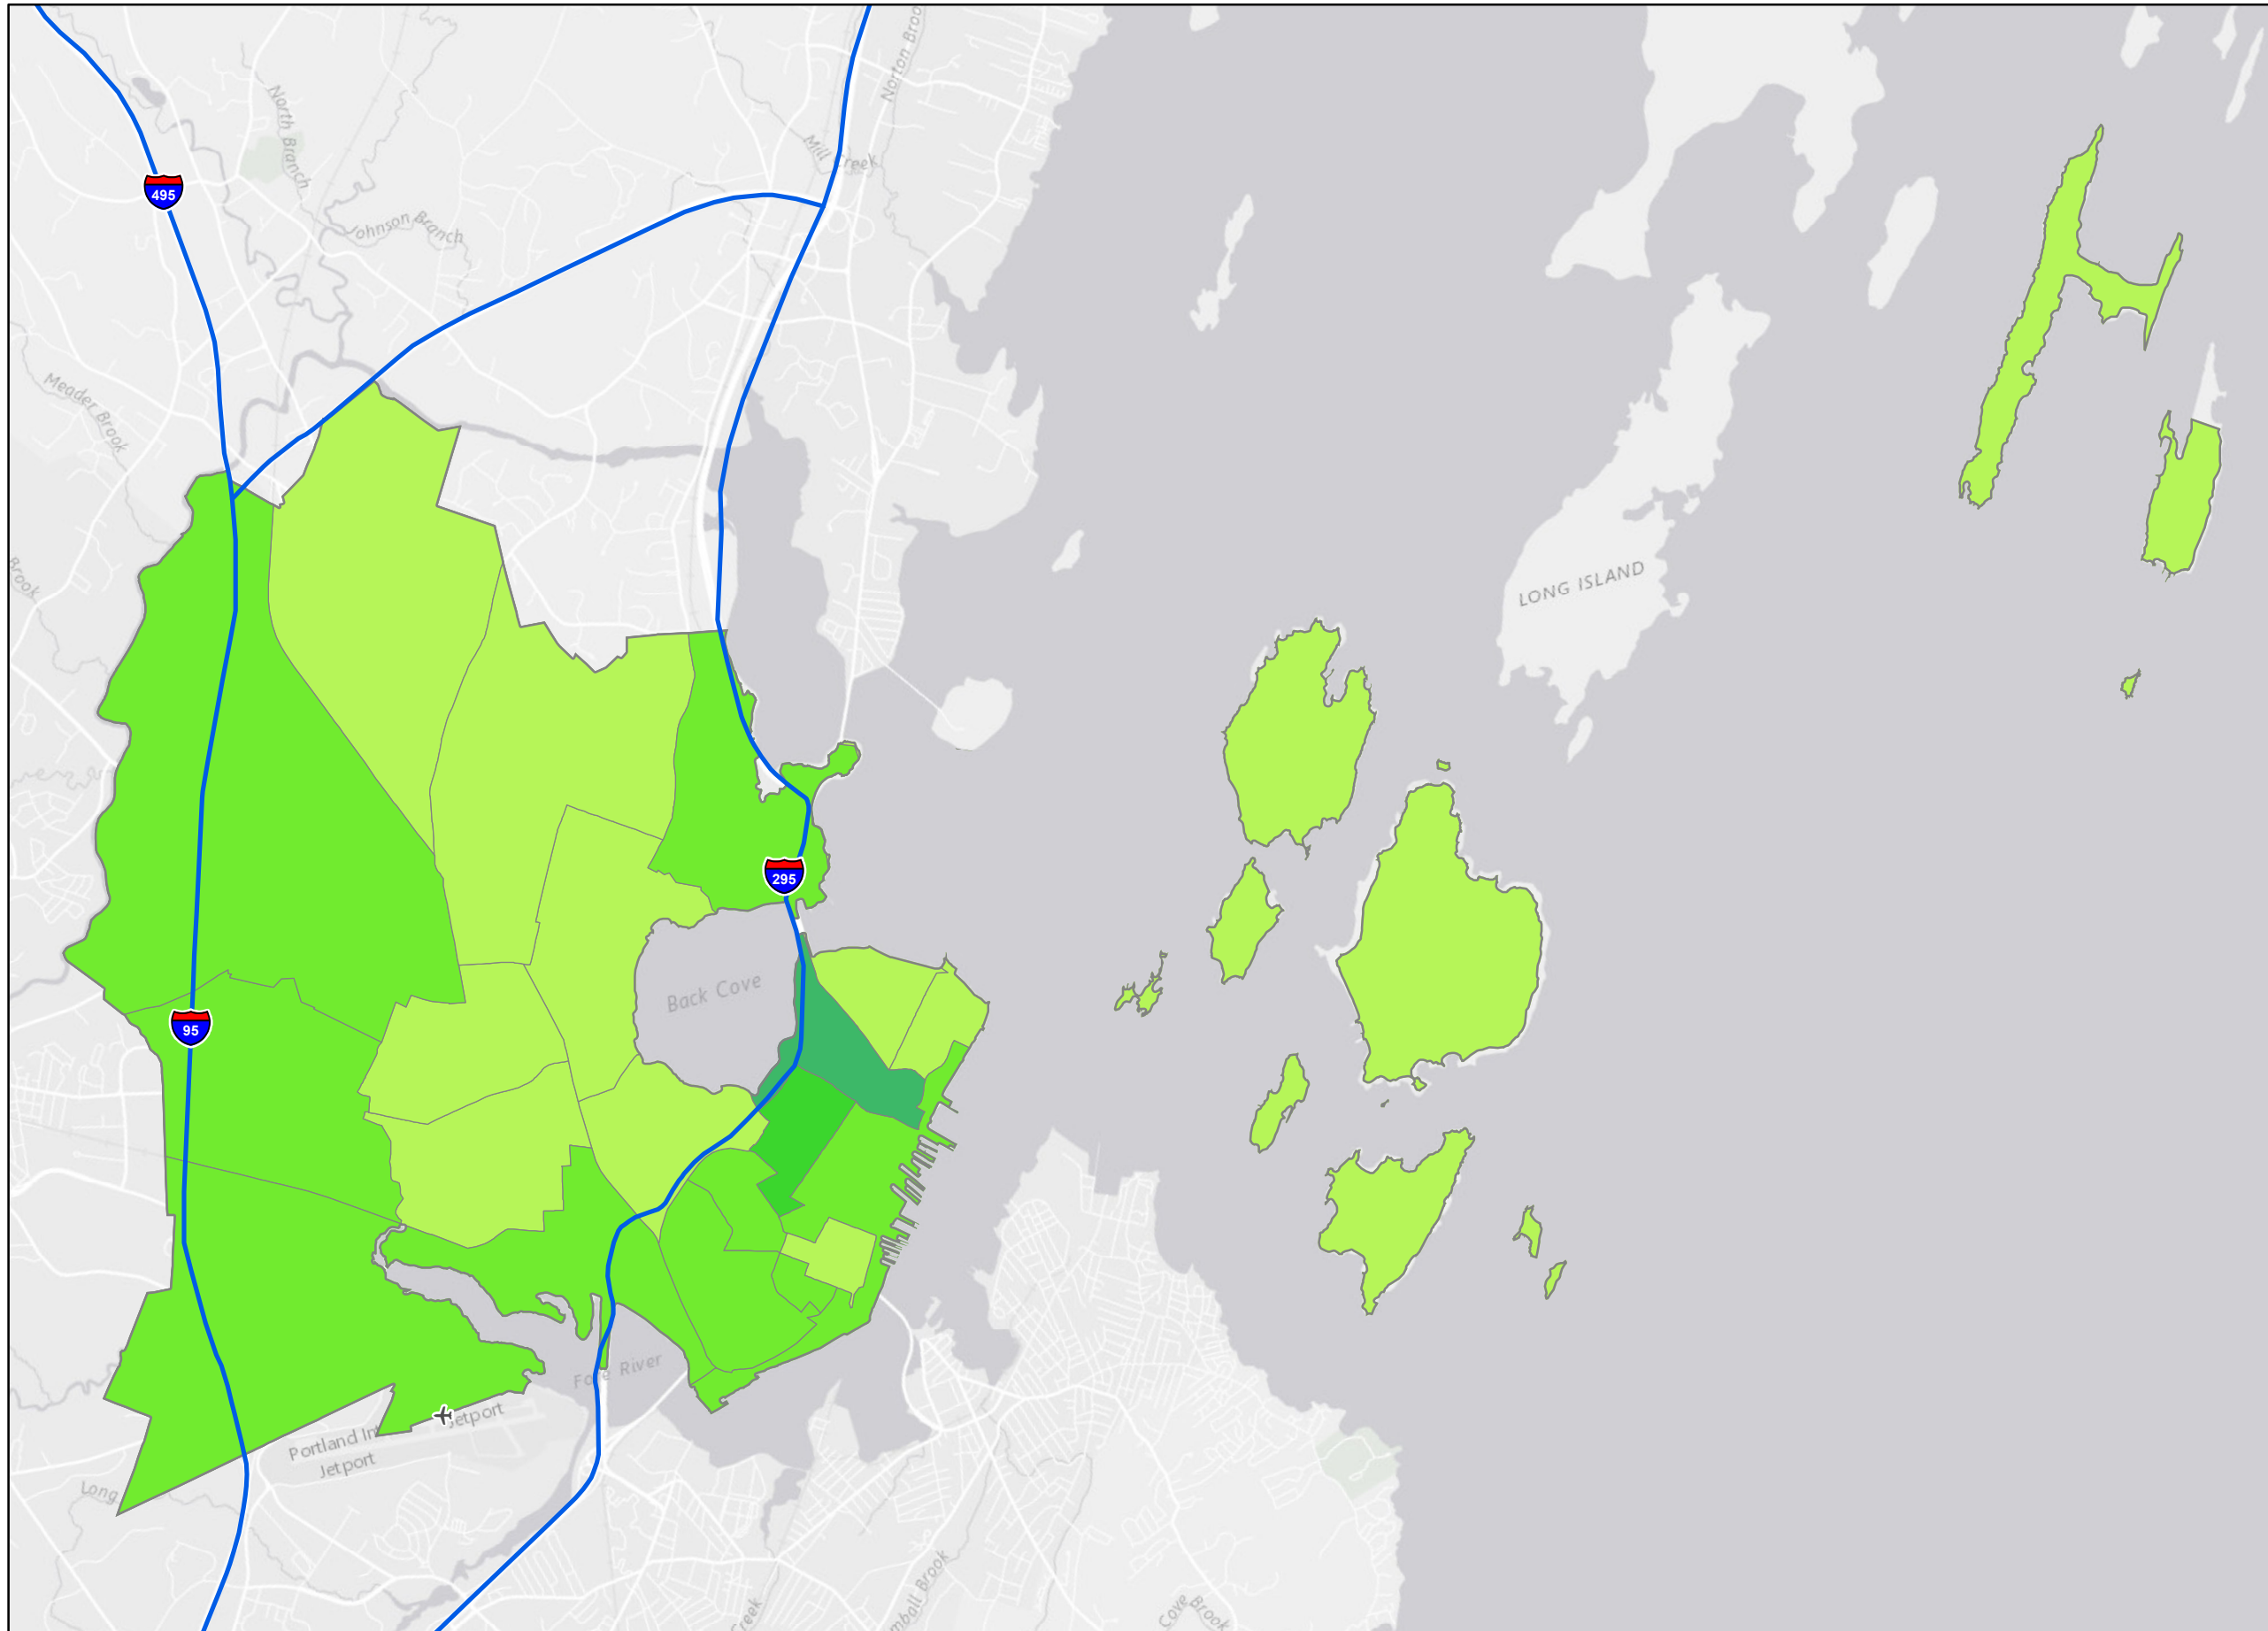 Norton Broo
North Branch
Mill Creek
495
Johnson Branch
Meader Brook
Brook
LONG ISLAND
295
Back Cove
95
Fore River
Jetport
Portland In
Jetport
Long
Creek
mball Brook
Cove Brook